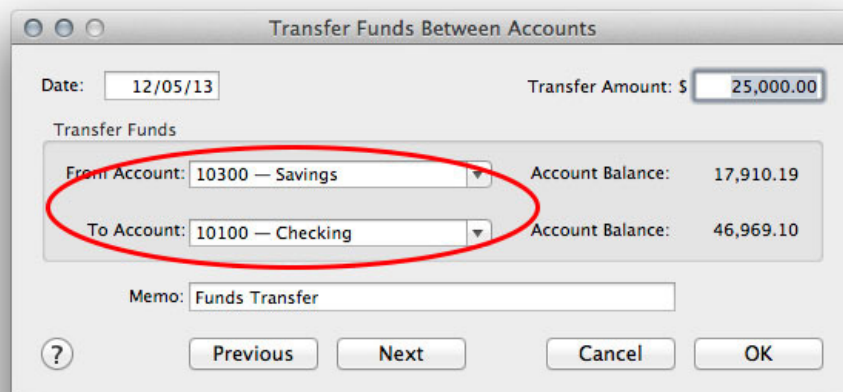 Transfer Funds Between Accounts
Date: 12/05/13 Transfer Amount: $ 25,000.00
Transfer Funds
From Account: 10300 — Savings Account Balance: 17,910.19
To Account: 10100 — Checking Account Balance: 46,969.10
Memo: Funds Transfer
? Previous Next Cancel OK